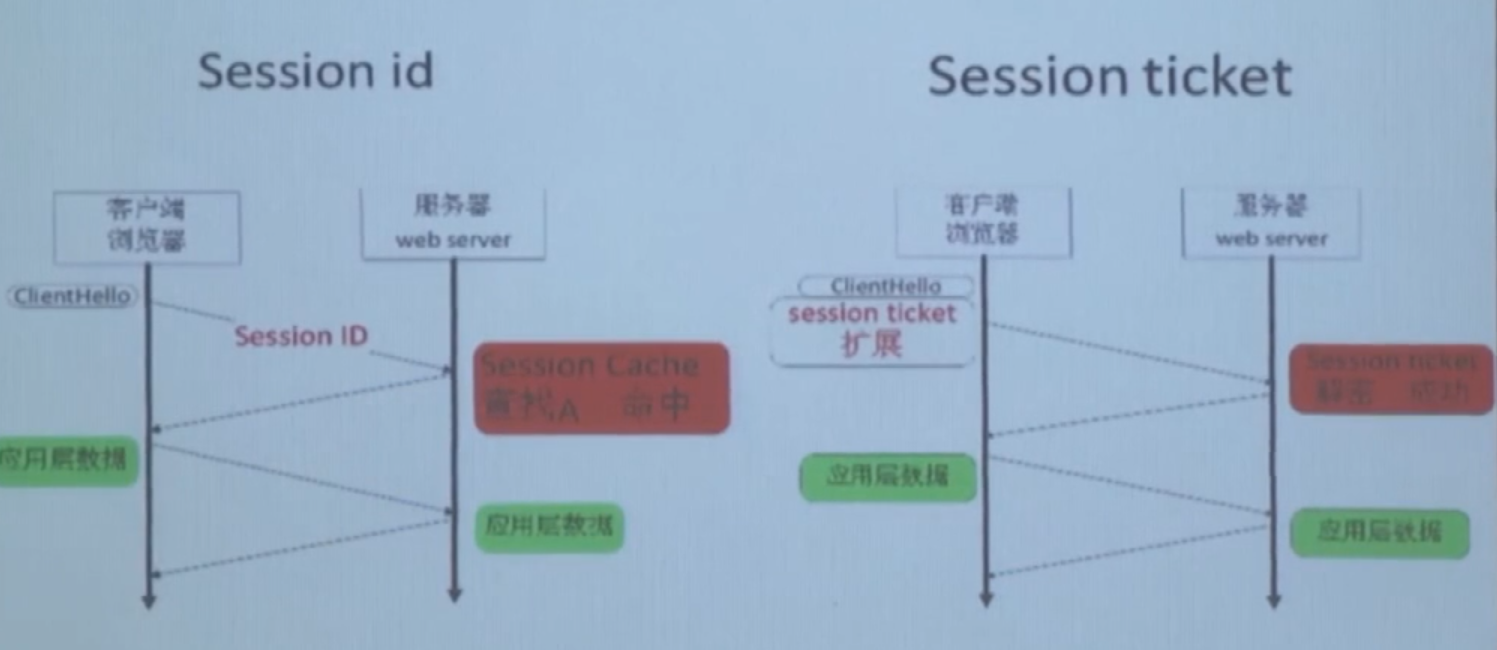 Session id
客户端
浏览器
服务器
web server
ClientHello
Session ID
Session Cache
查找A 命中
应用层数据
应用层数据
Session ticket
客户端
浏览器
服务器
web server
ClientHello
session ticket
扩展
Session ticket
解密 成功
应用层数据
应用层数据